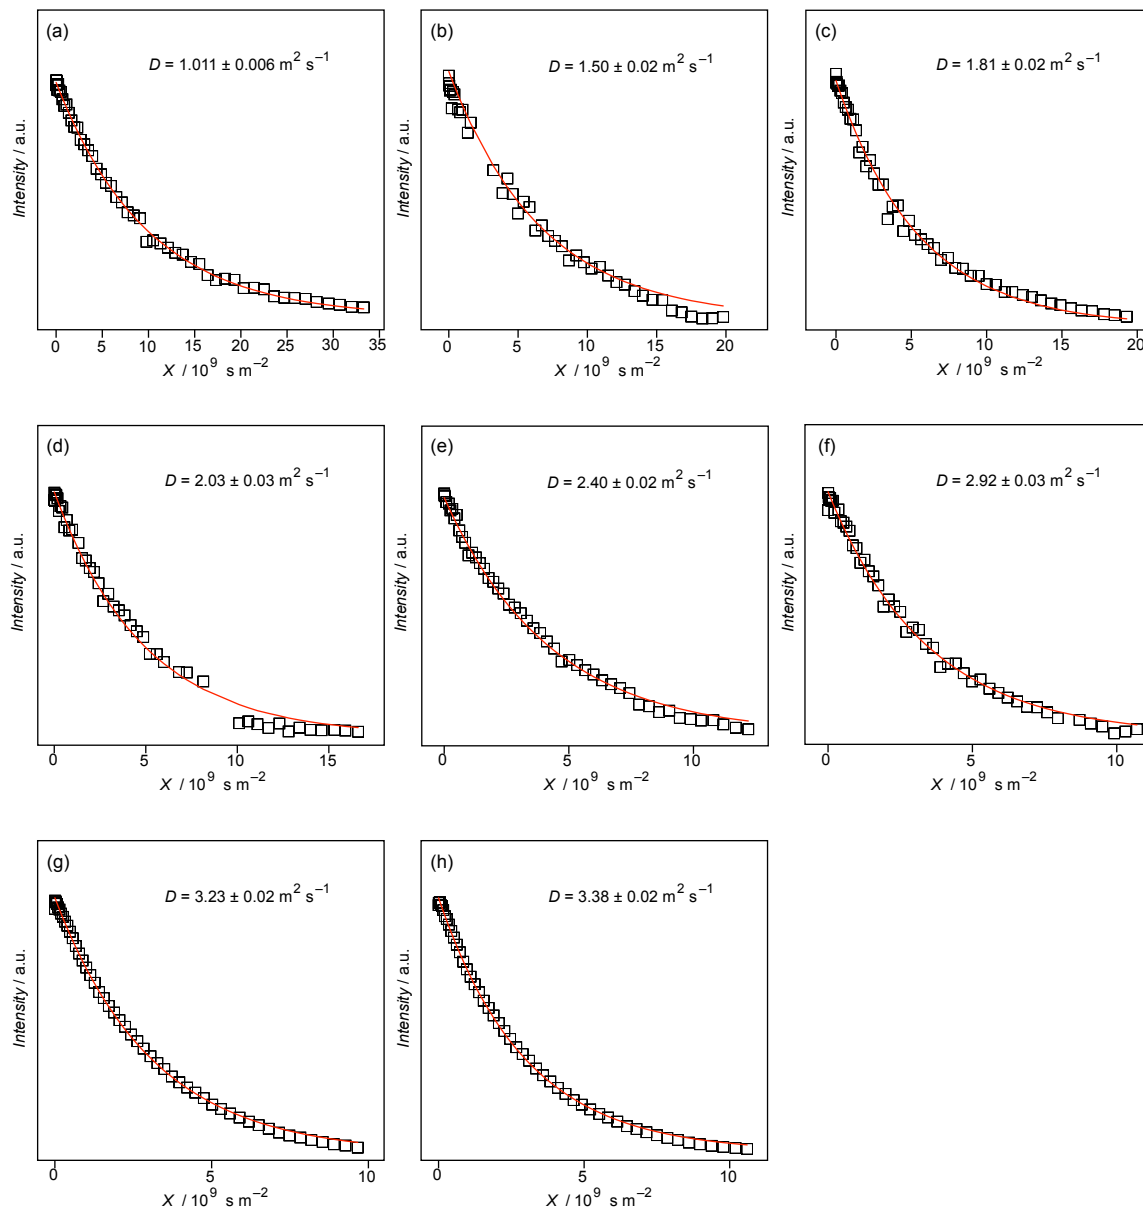 (a)
D = 1.011 ± 0.006 m² s⁻¹
Intensity / a.u.
0 5 10 15 20 25 30 35
X / 10⁹ s m⁻²
(b)
D = 1.50 ± 0.02 m² s⁻¹
Intensity / a.u.
0 5 10 15 20
X / 10⁹ s m⁻²
(c)
D = 1.81 ± 0.02 m² s⁻¹
Intensity / a.u.
0 5 10 15 20
X / 10⁹ s m⁻²
(d)
D = 2.03 ± 0.03 m² s⁻¹
Intensity / a.u.
0 5 10 15
X / 10⁹ s m⁻²
(e)
D = 2.40 ± 0.02 m² s⁻¹
Intensity / a.u.
0 5 10
X / 10⁹ s m⁻²
(f)
D = 2.92 ± 0.03 m² s⁻¹
Intensity / a.u.
0 5 10
X / 10⁹ s m⁻²
(g)
D = 3.23 ± 0.02 m² s⁻¹
Intensity / a.u.
0 5 10
X / 10⁹ s m⁻²
(h)
D = 3.38 ± 0.02 m² s⁻¹
Intensity / a.u.
0 5 10
X / 10⁹ s m⁻²